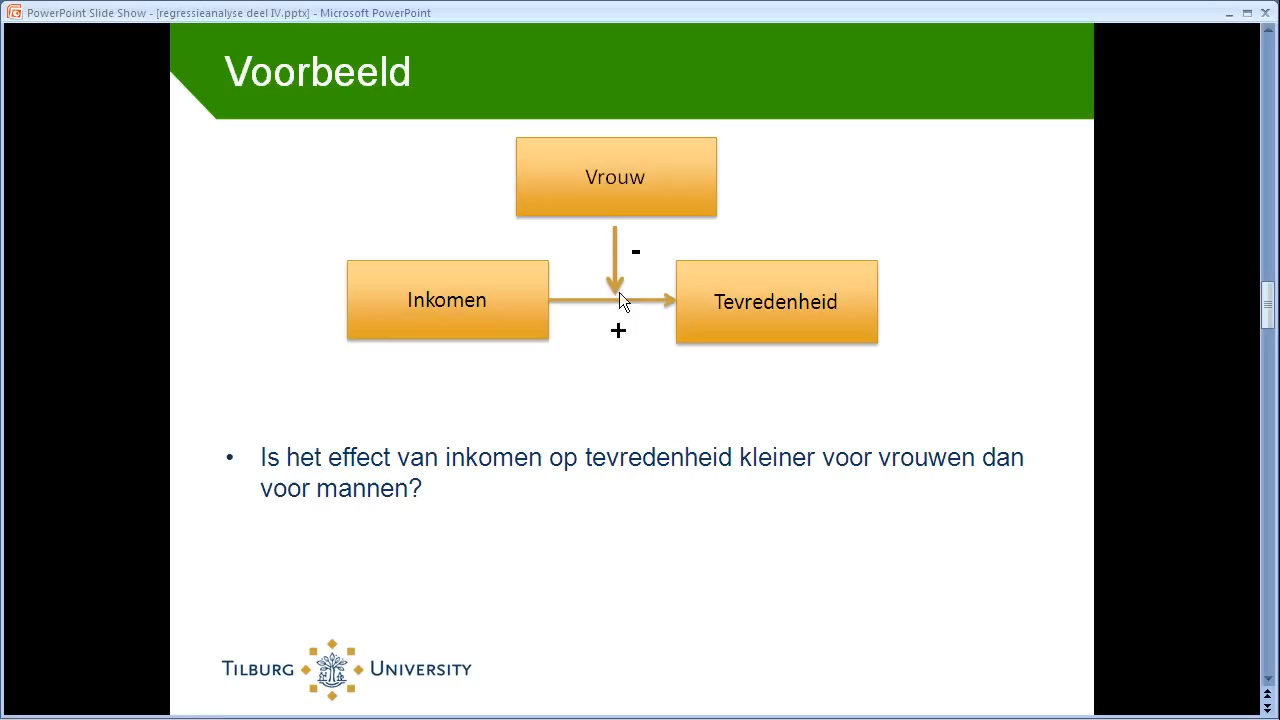 PowerPoint Slide Show - [regressieanalyse deel IV.pptx] - Microsoft PowerPoint
Voorbeeld
Vrouw
-
Inkomen
Tevredenheid
+
• Is het effect van inkomen op tevredenheid kleiner voor vrouwen dan
voor mannen?
TILBURG UNIVERSITY